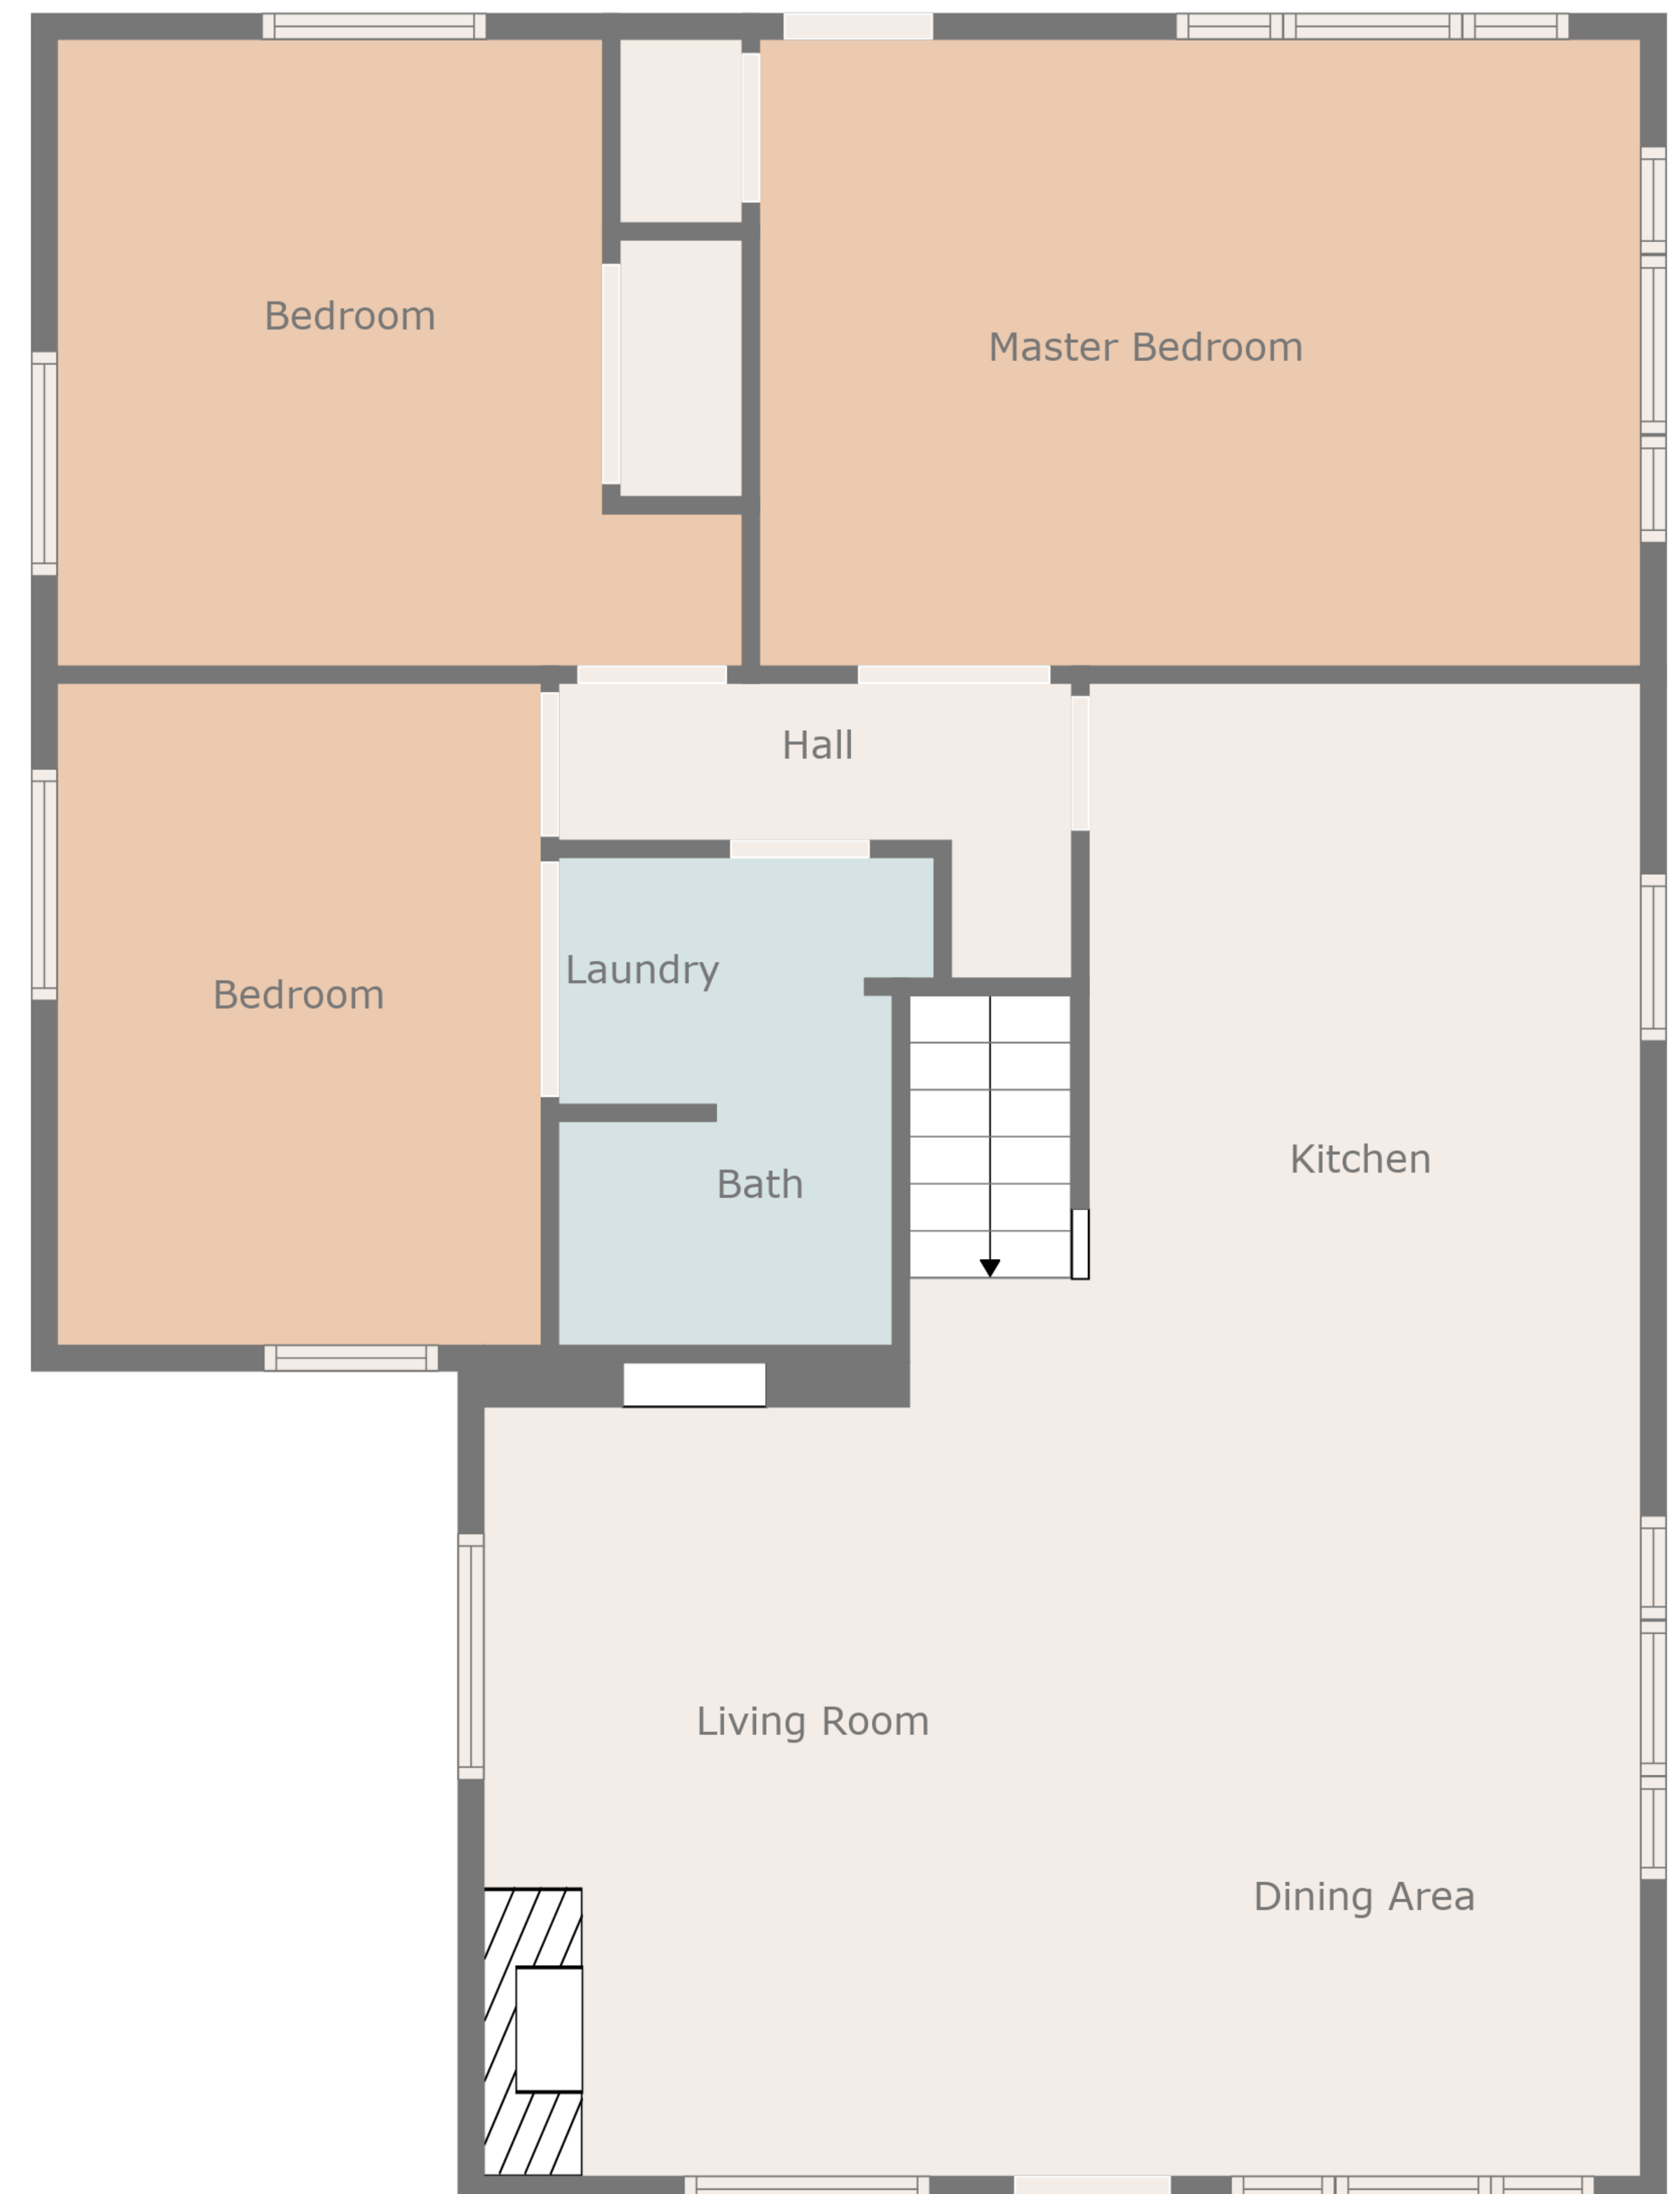 Bedroom
Master Bedroom
Hall
Laundry
Bedroom
Kitchen
Bath
Living Room
Dining Area